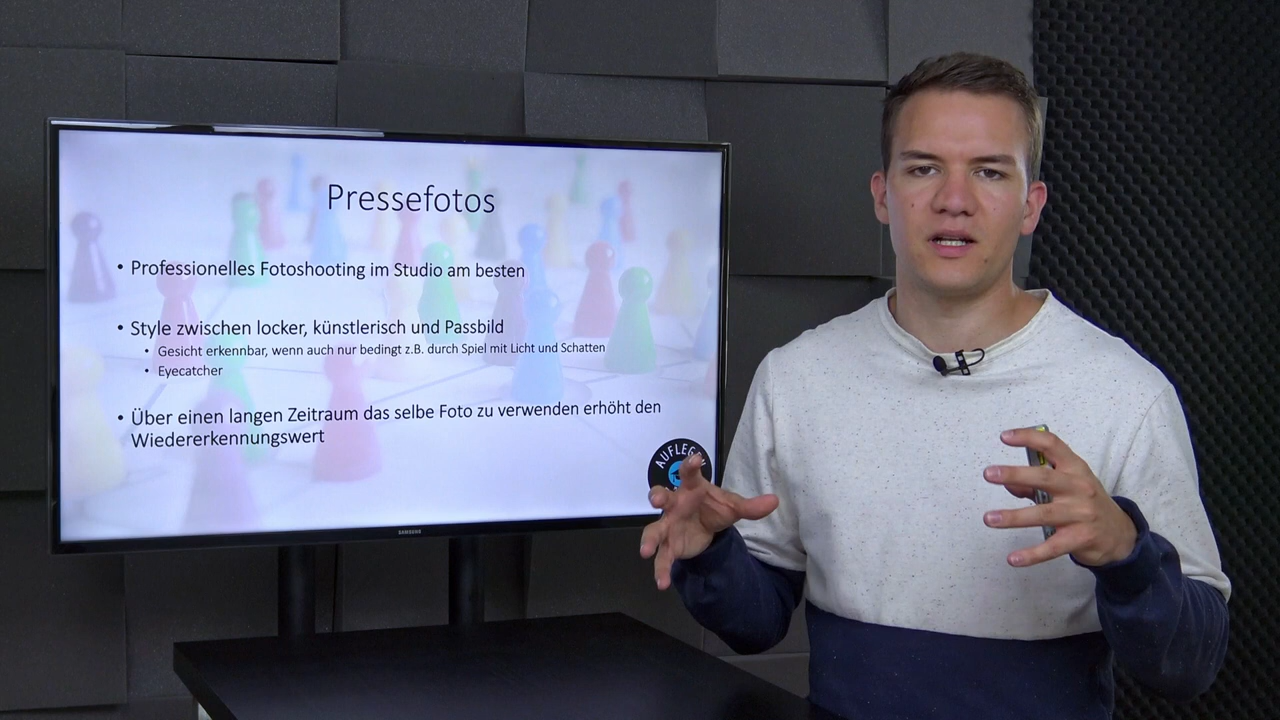 Pressefotos
• Professionelles Fotoshooting im Studio am besten
• Style zwischen locker, künstlerisch und Passbild
• Gesicht erkennbar, wenn auch nur bedingt z.B. durch Spiel mit Licht und Schatten
• Eyecatcher
• Über einen langen Zeitraum das selbe Foto zu verwenden erhöht den
Wiedererkennungswert
SAMSUNG